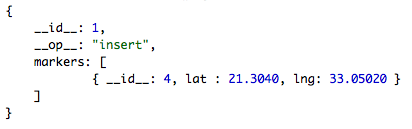 {
__id__: 1,
__op__: "insert",
markers: [
{ __id__: 4, lat : 21.3040, lng: 33.05020 }
]
}